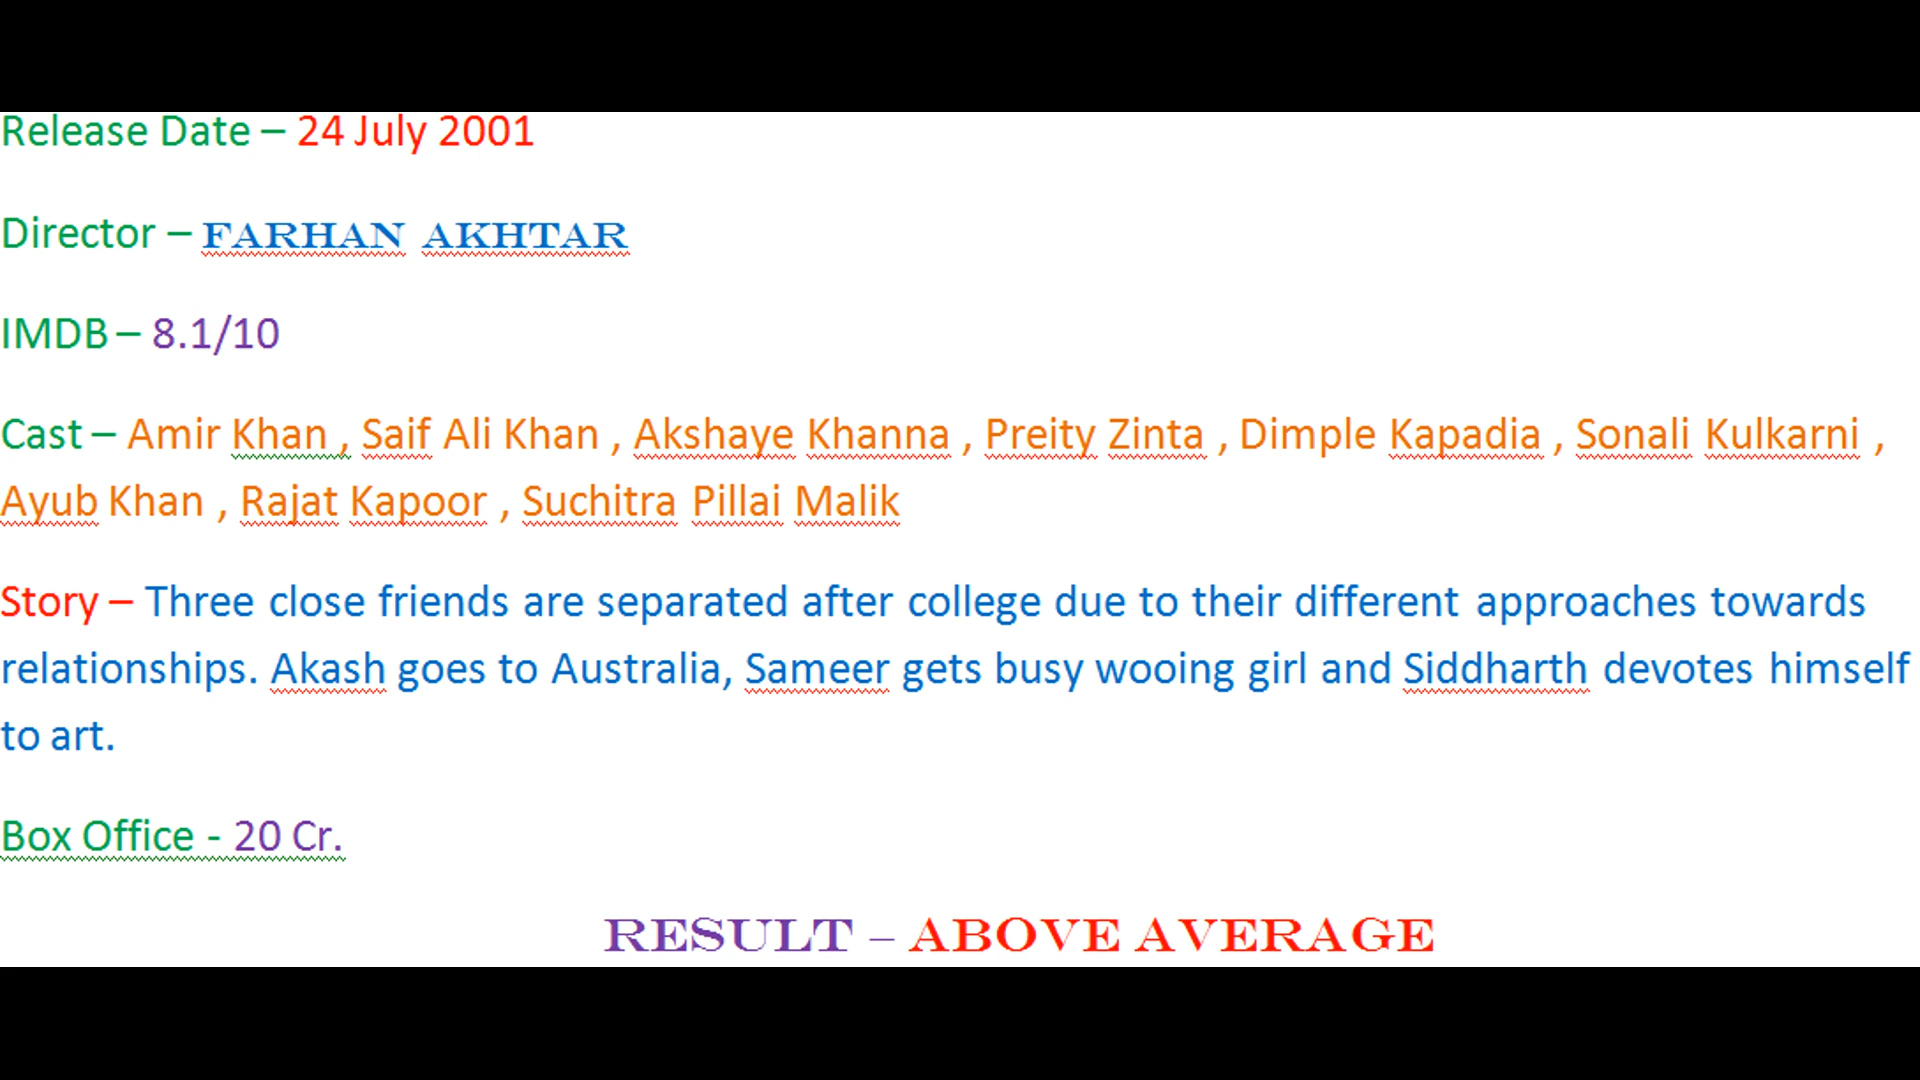 Release Date – 24 July 2001
Director – FARHAN AKHTAR
IMDB – 8.1/10
Cast – Amir Khan , Saif Ali Khan , Akshaye Khanna , Preity Zinta , Dimple Kapadia , Sonali Kulkarni ,
Ayub Khan , Rajat Kapoor , Suchitra Pillai Malik
Story – Three close friends are separated after college due to their different approaches towards
relationships. Akash goes to Australia, Sameer gets busy wooing girl and Siddharth devotes himself
to art.
Box Office - 20 Cr.
RESULT – ABOVE AVERAGE